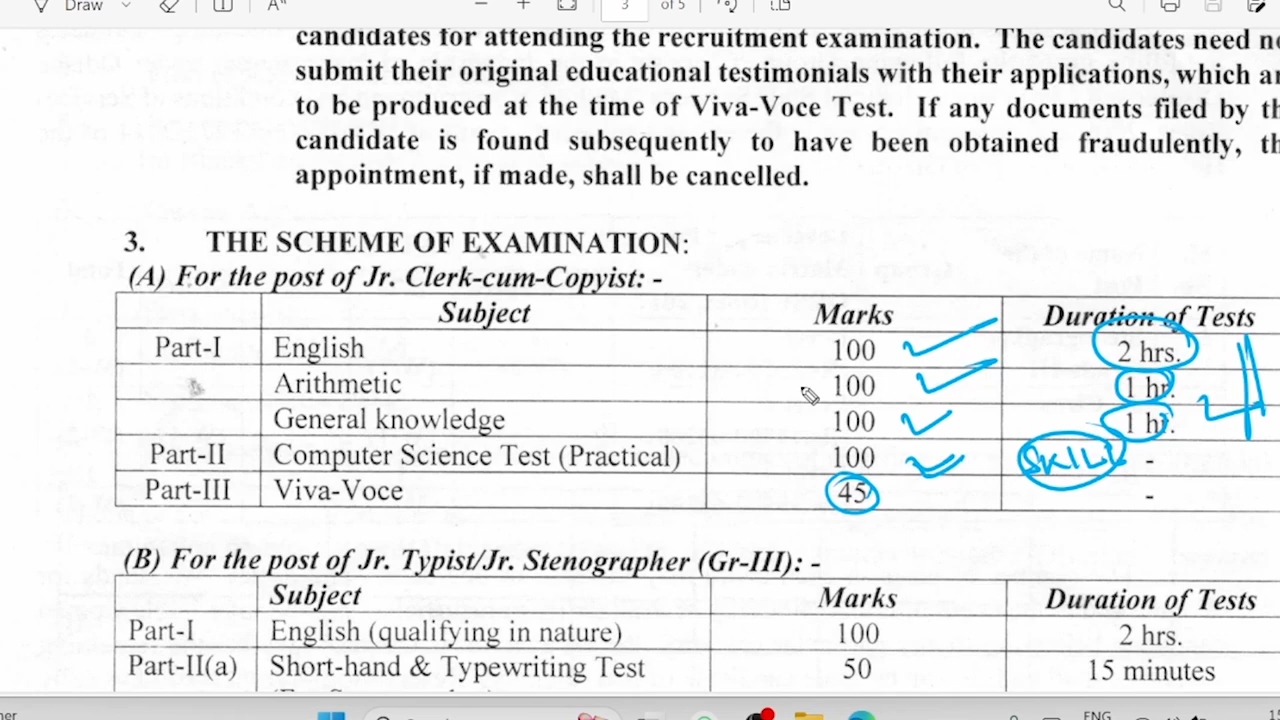 Draw
3 of 5
candidates for attending the recruitment examination. The candidates need
submit their original educational testimonials with their applications, which
to be produced at the time of Viva-Voce Test. If any documents filed by
candidate is found subsequently to have been obtained fraudulently,
appointment, if made, shall be cancelled.
3. THE SCHEME OF EXAMINATION:
(A) For the post of Jr. Clerk-cum-Copyist: -
Subject Marks Duration of Tests
Part-I English 100 2 hrs.
Arithmetic 100 1 hr.
General knowledge 100 1 hr.
Part-II Computer Science Test (Practical) 100 SKILL -
Part-III Viva-Voce 45 -
(B) For the post of Jr. Typist/Jr. Stenographer (Gr-III): -
Subject Marks Duration of Tests
Part-I English (qualifying in nature) 100 2 hrs.
Part-II(a) Short-hand & Typewriting Test 50 15 minutes
ENG